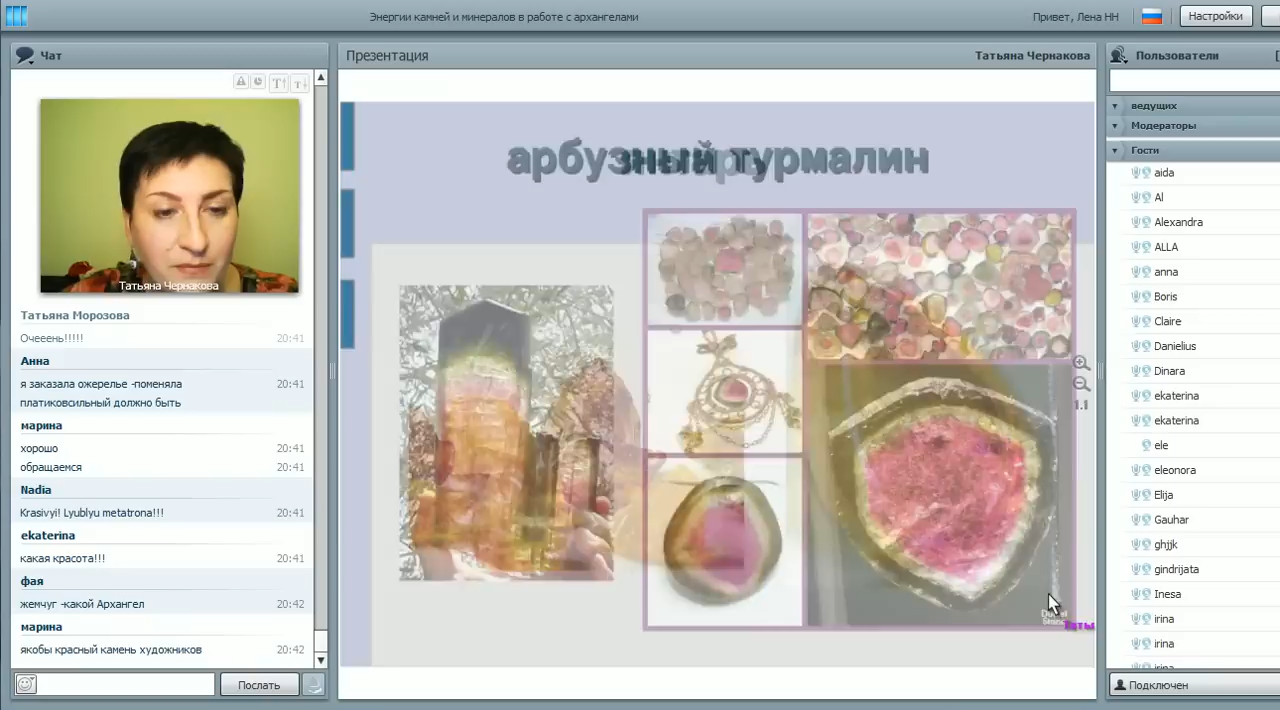 Энергии камней и минералов в работе с архангелами
Привет, Лена НН
Настройки
Чат
T↑ T↓
Татьяна Чернакова
Татьяна Морозова
Очееень!!!!! 20:41
Анна
я заказала ожерелье -поменяла 20:41
платиковсильный должно быть
марина
хорошо 20:41
обращаемся 20:41
Nadia
Krasivyi! Lyublyu metatrona!!! 20:41
ekaterina
какая красота!!! 20:41
фая
жемчуг -какой Архангел 20:42
марина
якобы красный камень художников 20:42
Послать
Презентация
Татьяна Чернакова
арбузный турмалин
1:1
Таты
Пользователи
ведущих
Модераторы
Гости
aida
Al
Alexandra
ALLA
anna
Boris
Claire
Danielius
Dinara
ekaterina
ekaterina
ele
eleonora
Elija
Gauhar
ghjjk
gindrijata
Inesa
irina
irina
irina
Подключен